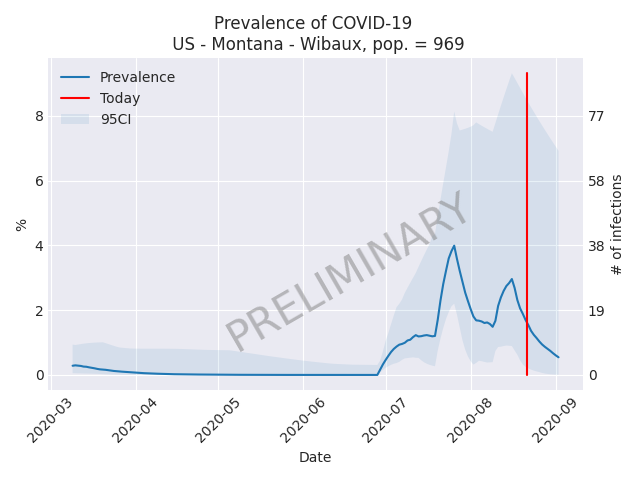 Prevalence of COVID-19
US - Montana - Wibaux, pop. = 969
Prevalence
Today
95CI
8
6
4
2
0
%
77
58
38
19
0
# of infections
PRELIMINARY
2020-03
2020-04
2020-05
2020-06
2020-07
2020-08
2020-09
Date